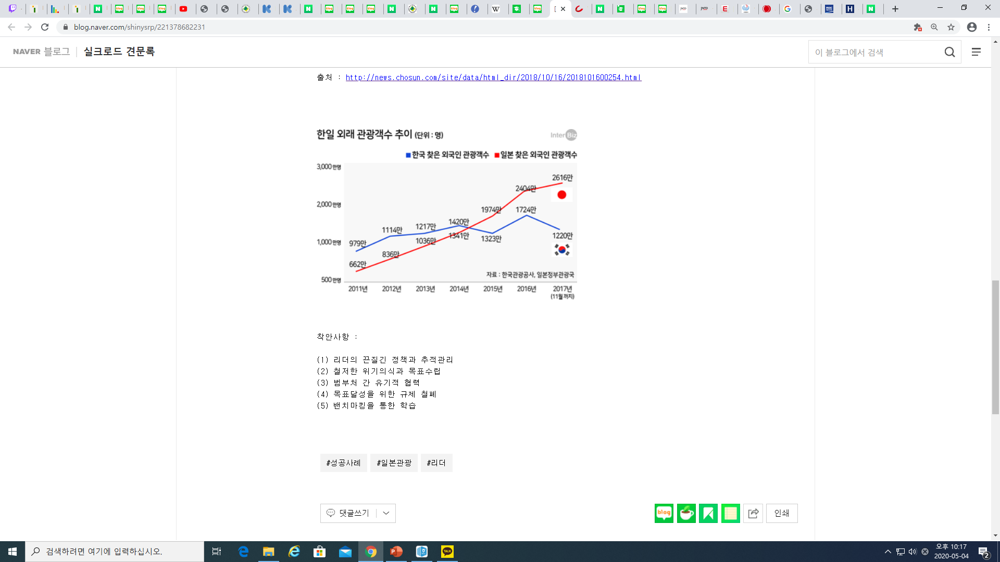 blog.naver.com/shinysrp/221378682231
NAVER 블로그 | 실크로드 견문록
이 블로그에서 검색
출처 : http://news.chosun.com/site/data/html_dir/2018/10/16/2018101600254.html
한일 외래 관광객수 추이 (단위 : 명)
InterBiz
한국 찾은 외국인 관광객수 일본 찾은 외국인 관광객수
3,000만명
2616만
2404만
2,000만명
1974만
1724만
1420만
1217만
1114만
1341만
1323만
1220만
1,000만명
979만
1036만
836만
662만
자료 : 한국관광공사, 일본정부관광국
500만명
2011년 2012년 2013년 2014년 2015년 2016년 2017년
(11월 까지)
착안사항 :
(1) 리더의 끈질긴 정책과 추적관리
(2) 철저한 위기의식과 목표수립
(3) 범부처 간 유기적 협력
(4) 목표달성을 위한 규제 철폐
(5) 밴치마킹을 통한 학습
#성공사례 #일본관광 #리더
댓글쓰기
blog
인쇄
검색하려면 여기에 입력하십시오.
TALK
오후 10:17
2020-05-04
2